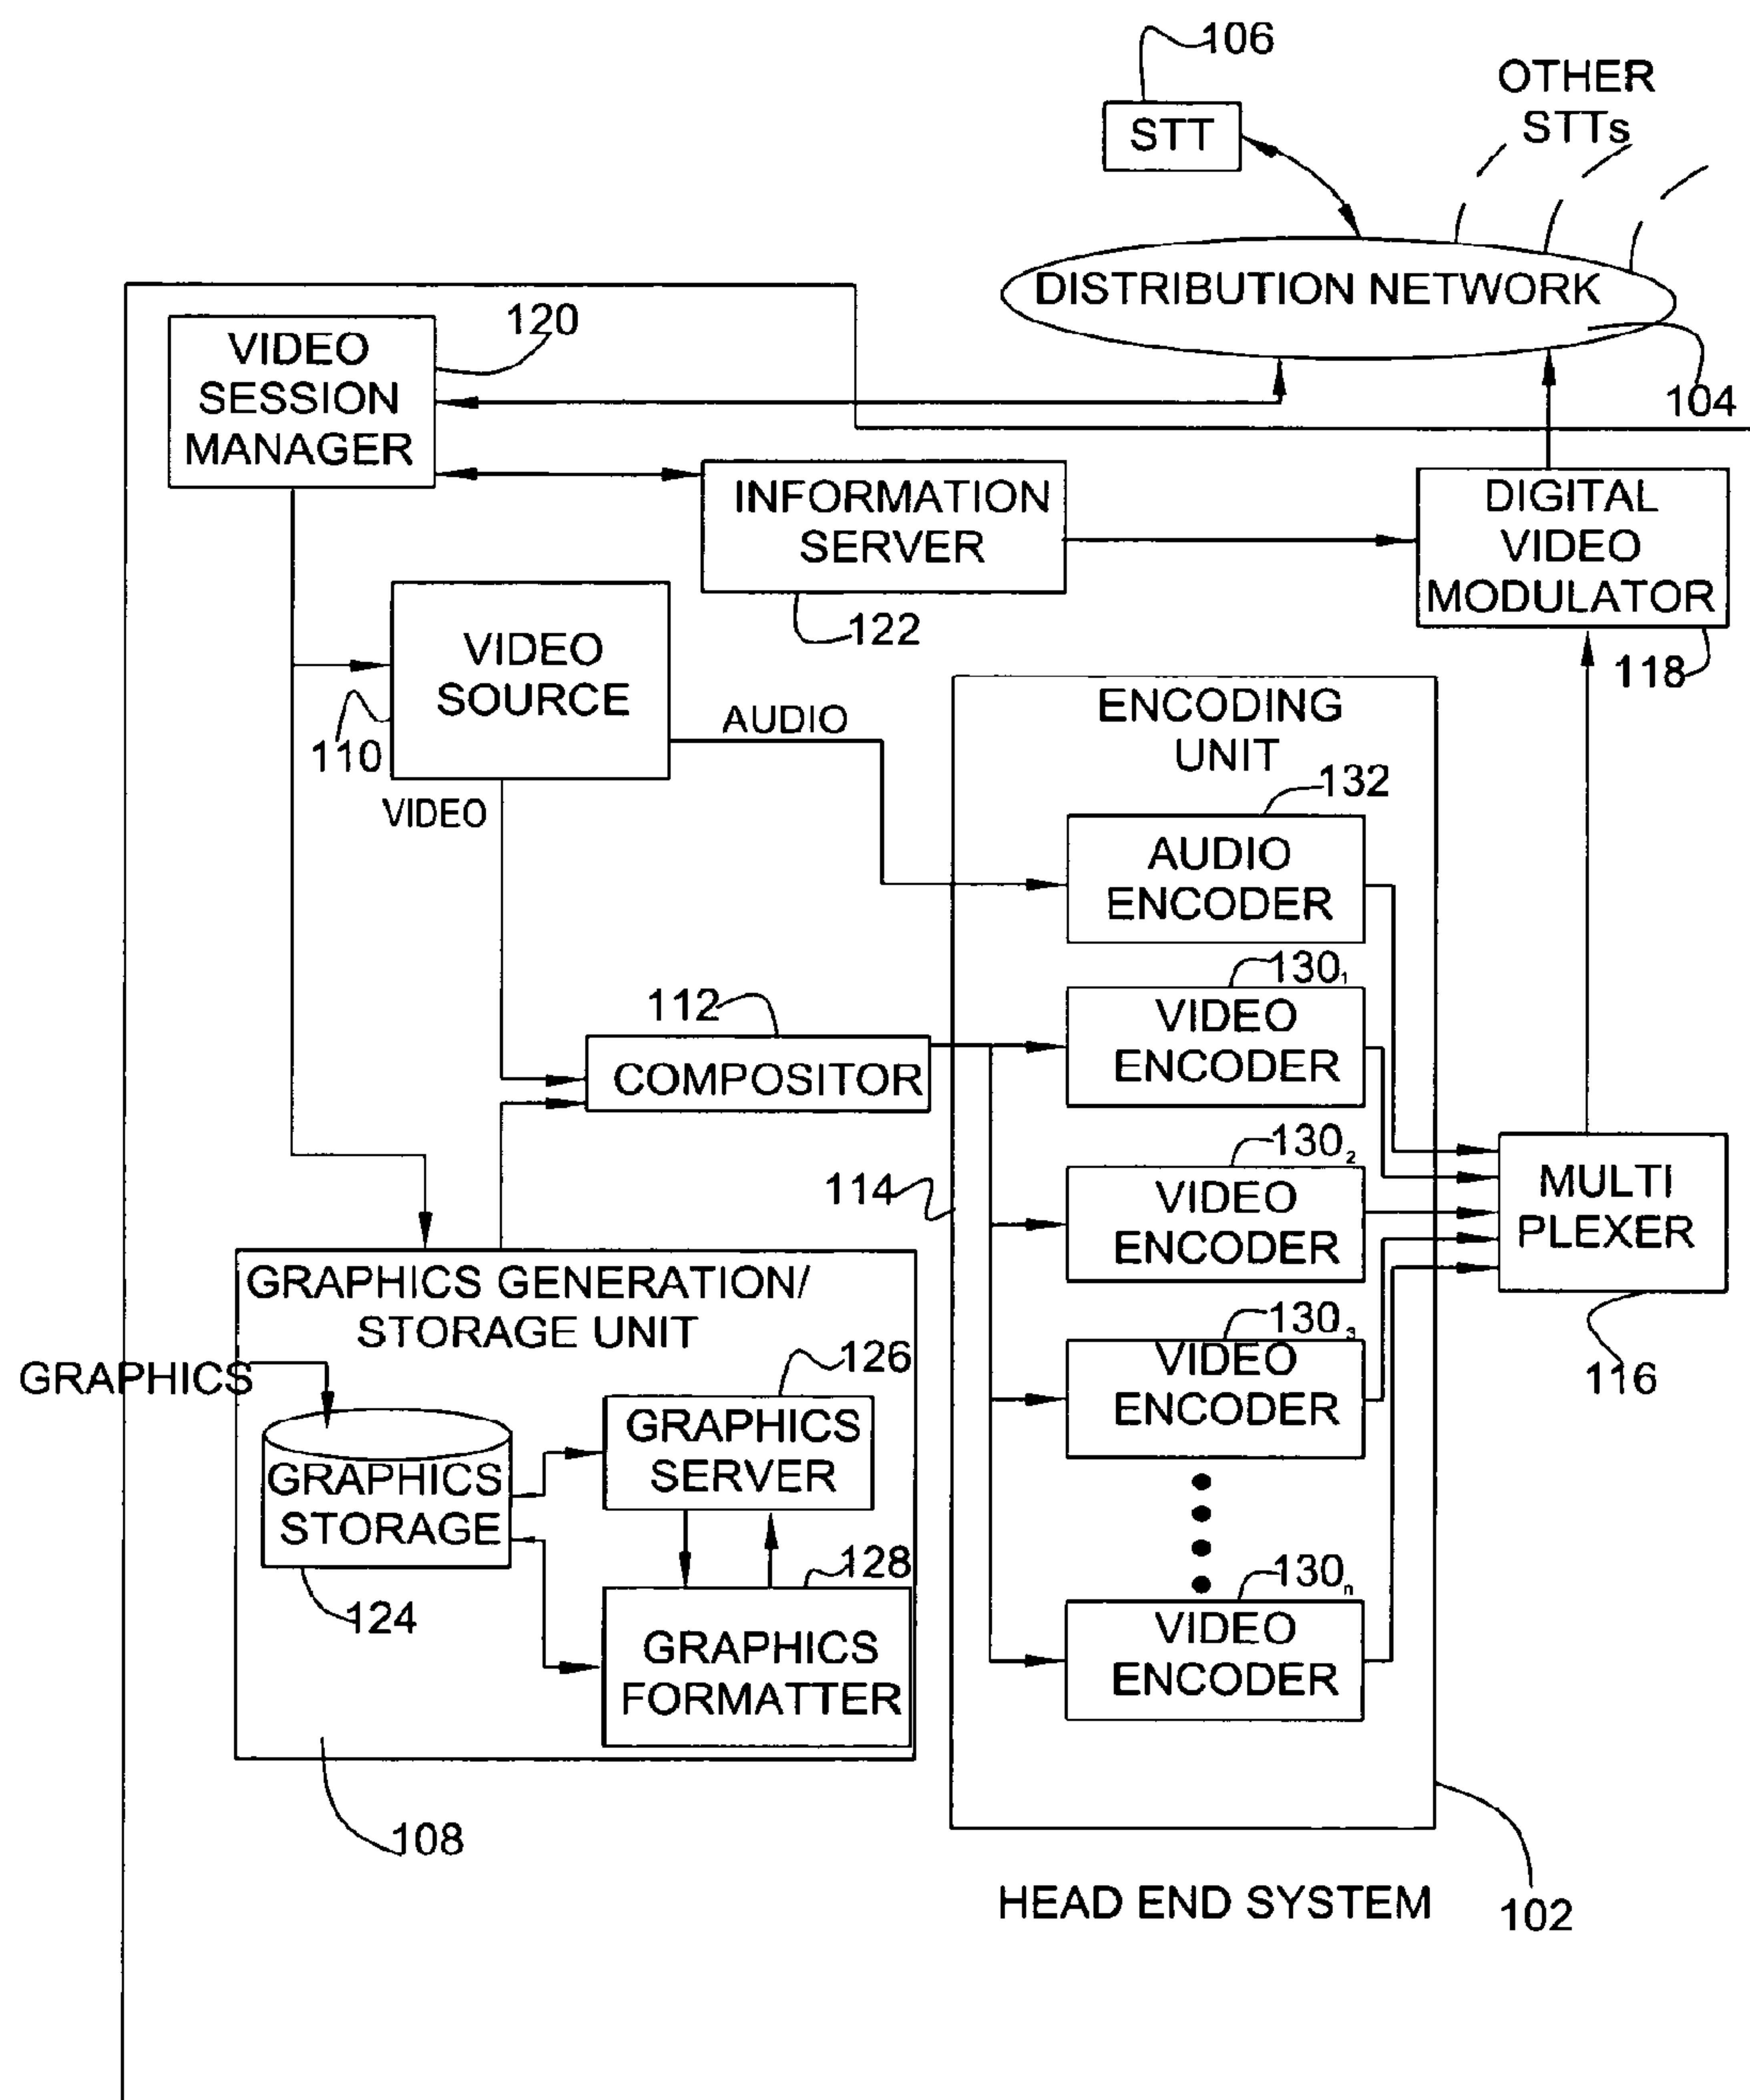 106
STT
OTHER
STTs
DISTRIBUTION NETWORK
104
120
VIDEO
SESSION
MANAGER
INFORMATION
SERVER
122
DIGITAL
VIDEO
MODULATOR
118
VIDEO
SOURCE
110
AUDIO
VIDEO
ENCODING
UNIT
132
AUDIO
ENCODER
130₁
VIDEO
ENCODER
112
COMPOSITOR
114
130₂
VIDEO
ENCODER
MULTI
PLEXER
116
130₃
VIDEO
ENCODER
130ₙ
VIDEO
ENCODER
GRAPHICS GENERATION/
STORAGE UNIT
GRAPHICS
126
GRAPHICS
SERVER
GRAPHICS
STORAGE
124
128
GRAPHICS
FORMATTER
108
HEAD END SYSTEM
102